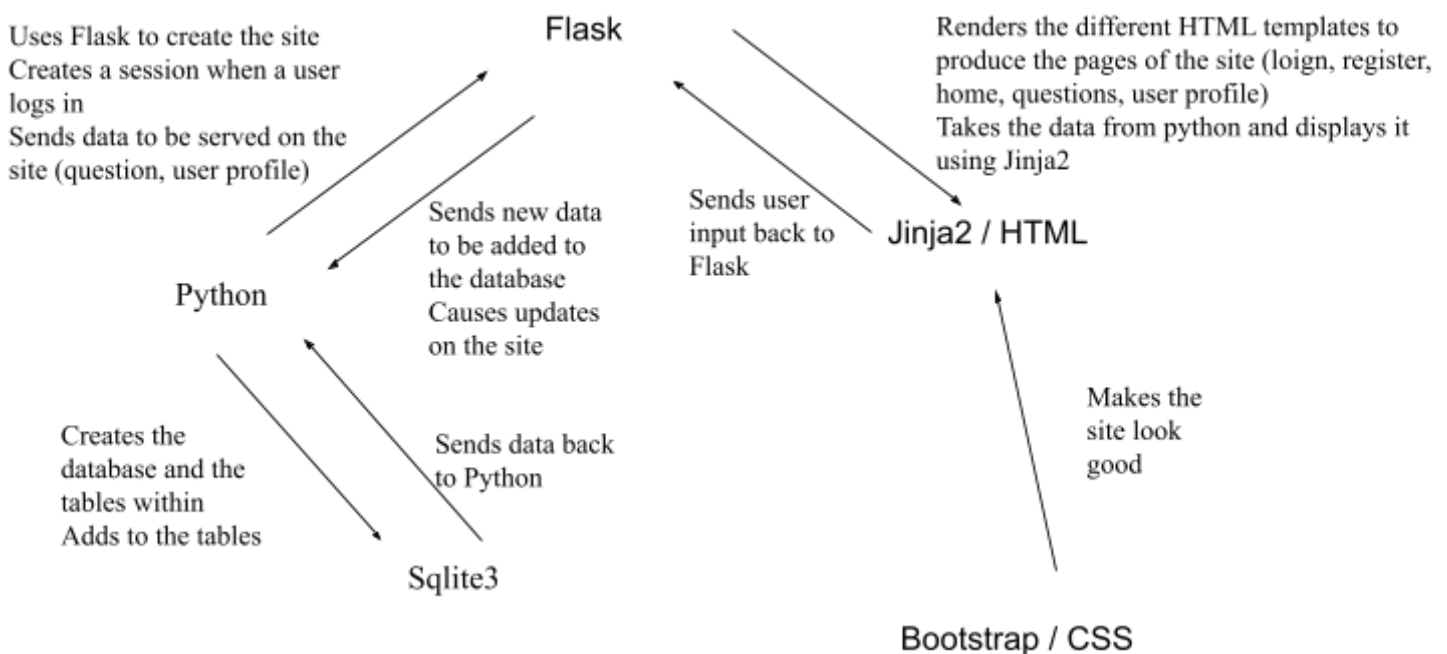 Uses Flask to create the site
Creates a session when a user
logs in
Sends data to be served on the
site (question, user profile)
Flask
Renders the different HTML templates to
produce the pages of the site (loign, register,
home, questions, user profile)
Takes the data from python and displays it
using Jinja2
Sends new data
to be added to
the database
Causes updates
on the site
Sends user
input back to
Flask
Jinja2 / HTML
Python
Creates the
database and the
tables within
Adds to the tables
Sends data back
to Python
Makes the
site look
good
Sqlite3
Bootstrap / CSS